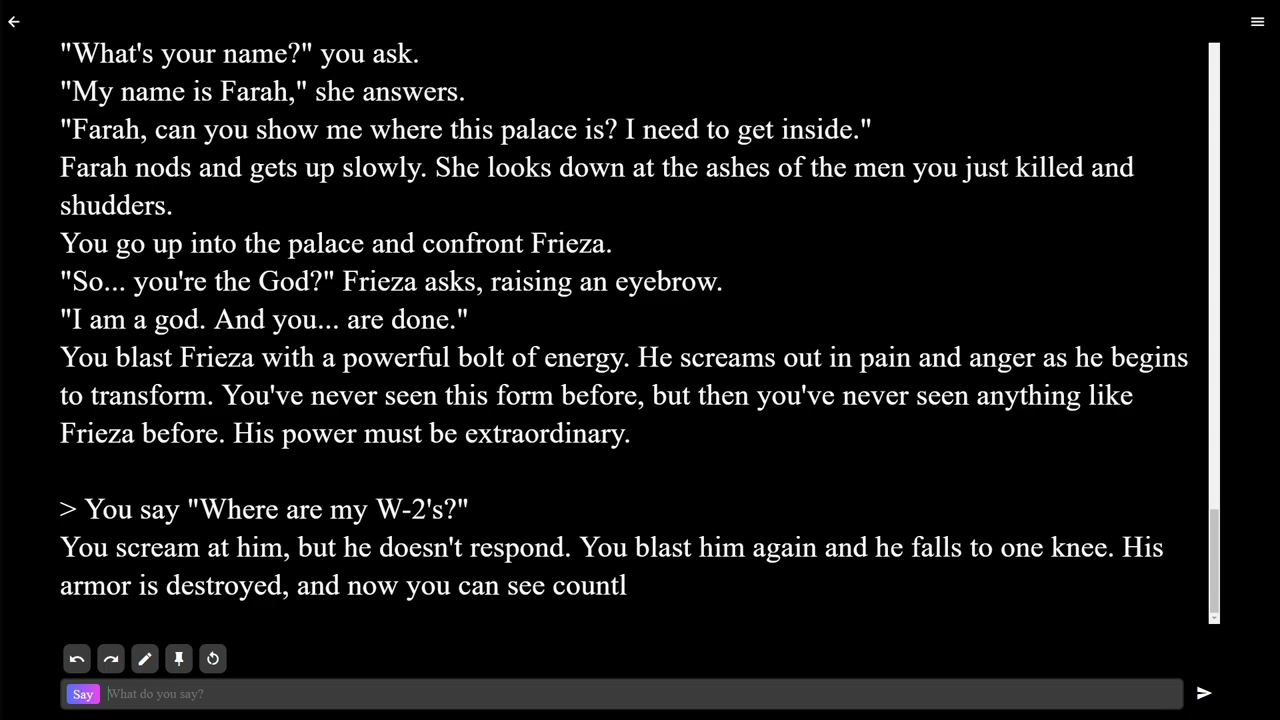 "What's your name?" you ask.
"My name is Farah," she answers.
"Farah, can you show me where this palace is? I need to get inside."
Farah nods and gets up slowly. She looks down at the ashes of the men you just killed and
shudders.
You go up into the palace and confront Frieza.
"So... you're the God?" Frieza asks, raising an eyebrow.
"I am a god. And you... are done."
You blast Frieza with a powerful bolt of energy. He screams out in pain and anger as he begins
to transform. You've never seen this form before, but then you've never seen anything like
Frieza before. His power must be extraordinary.
> You say "Where are my W-2's?"
You scream at him, but he doesn't respond. You blast him again and he falls to one knee. His
armor is destroyed, and now you can see countl
Say What do you say?